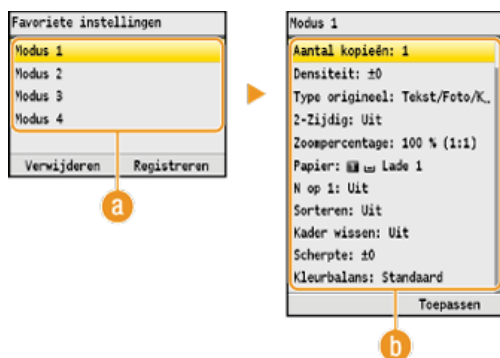 Favoriete instellingen
Modus 1
Modus 2
Modus 3
Modus 4
Verwijderen Registreren
a
Modus 1
Aantal kopieën: 1
Densiteit: ±0
Type origineel: Tekst/Foto/K…
2-Zijdig: Uit
Zoompercentage: 100 % (1:1)
Papier: Lade 1
N op 1: Uit
Sorteren: Uit
Kader wissen: Uit
Scherpte: ±0
Kleurbalans: Standaard
Toepassen
b